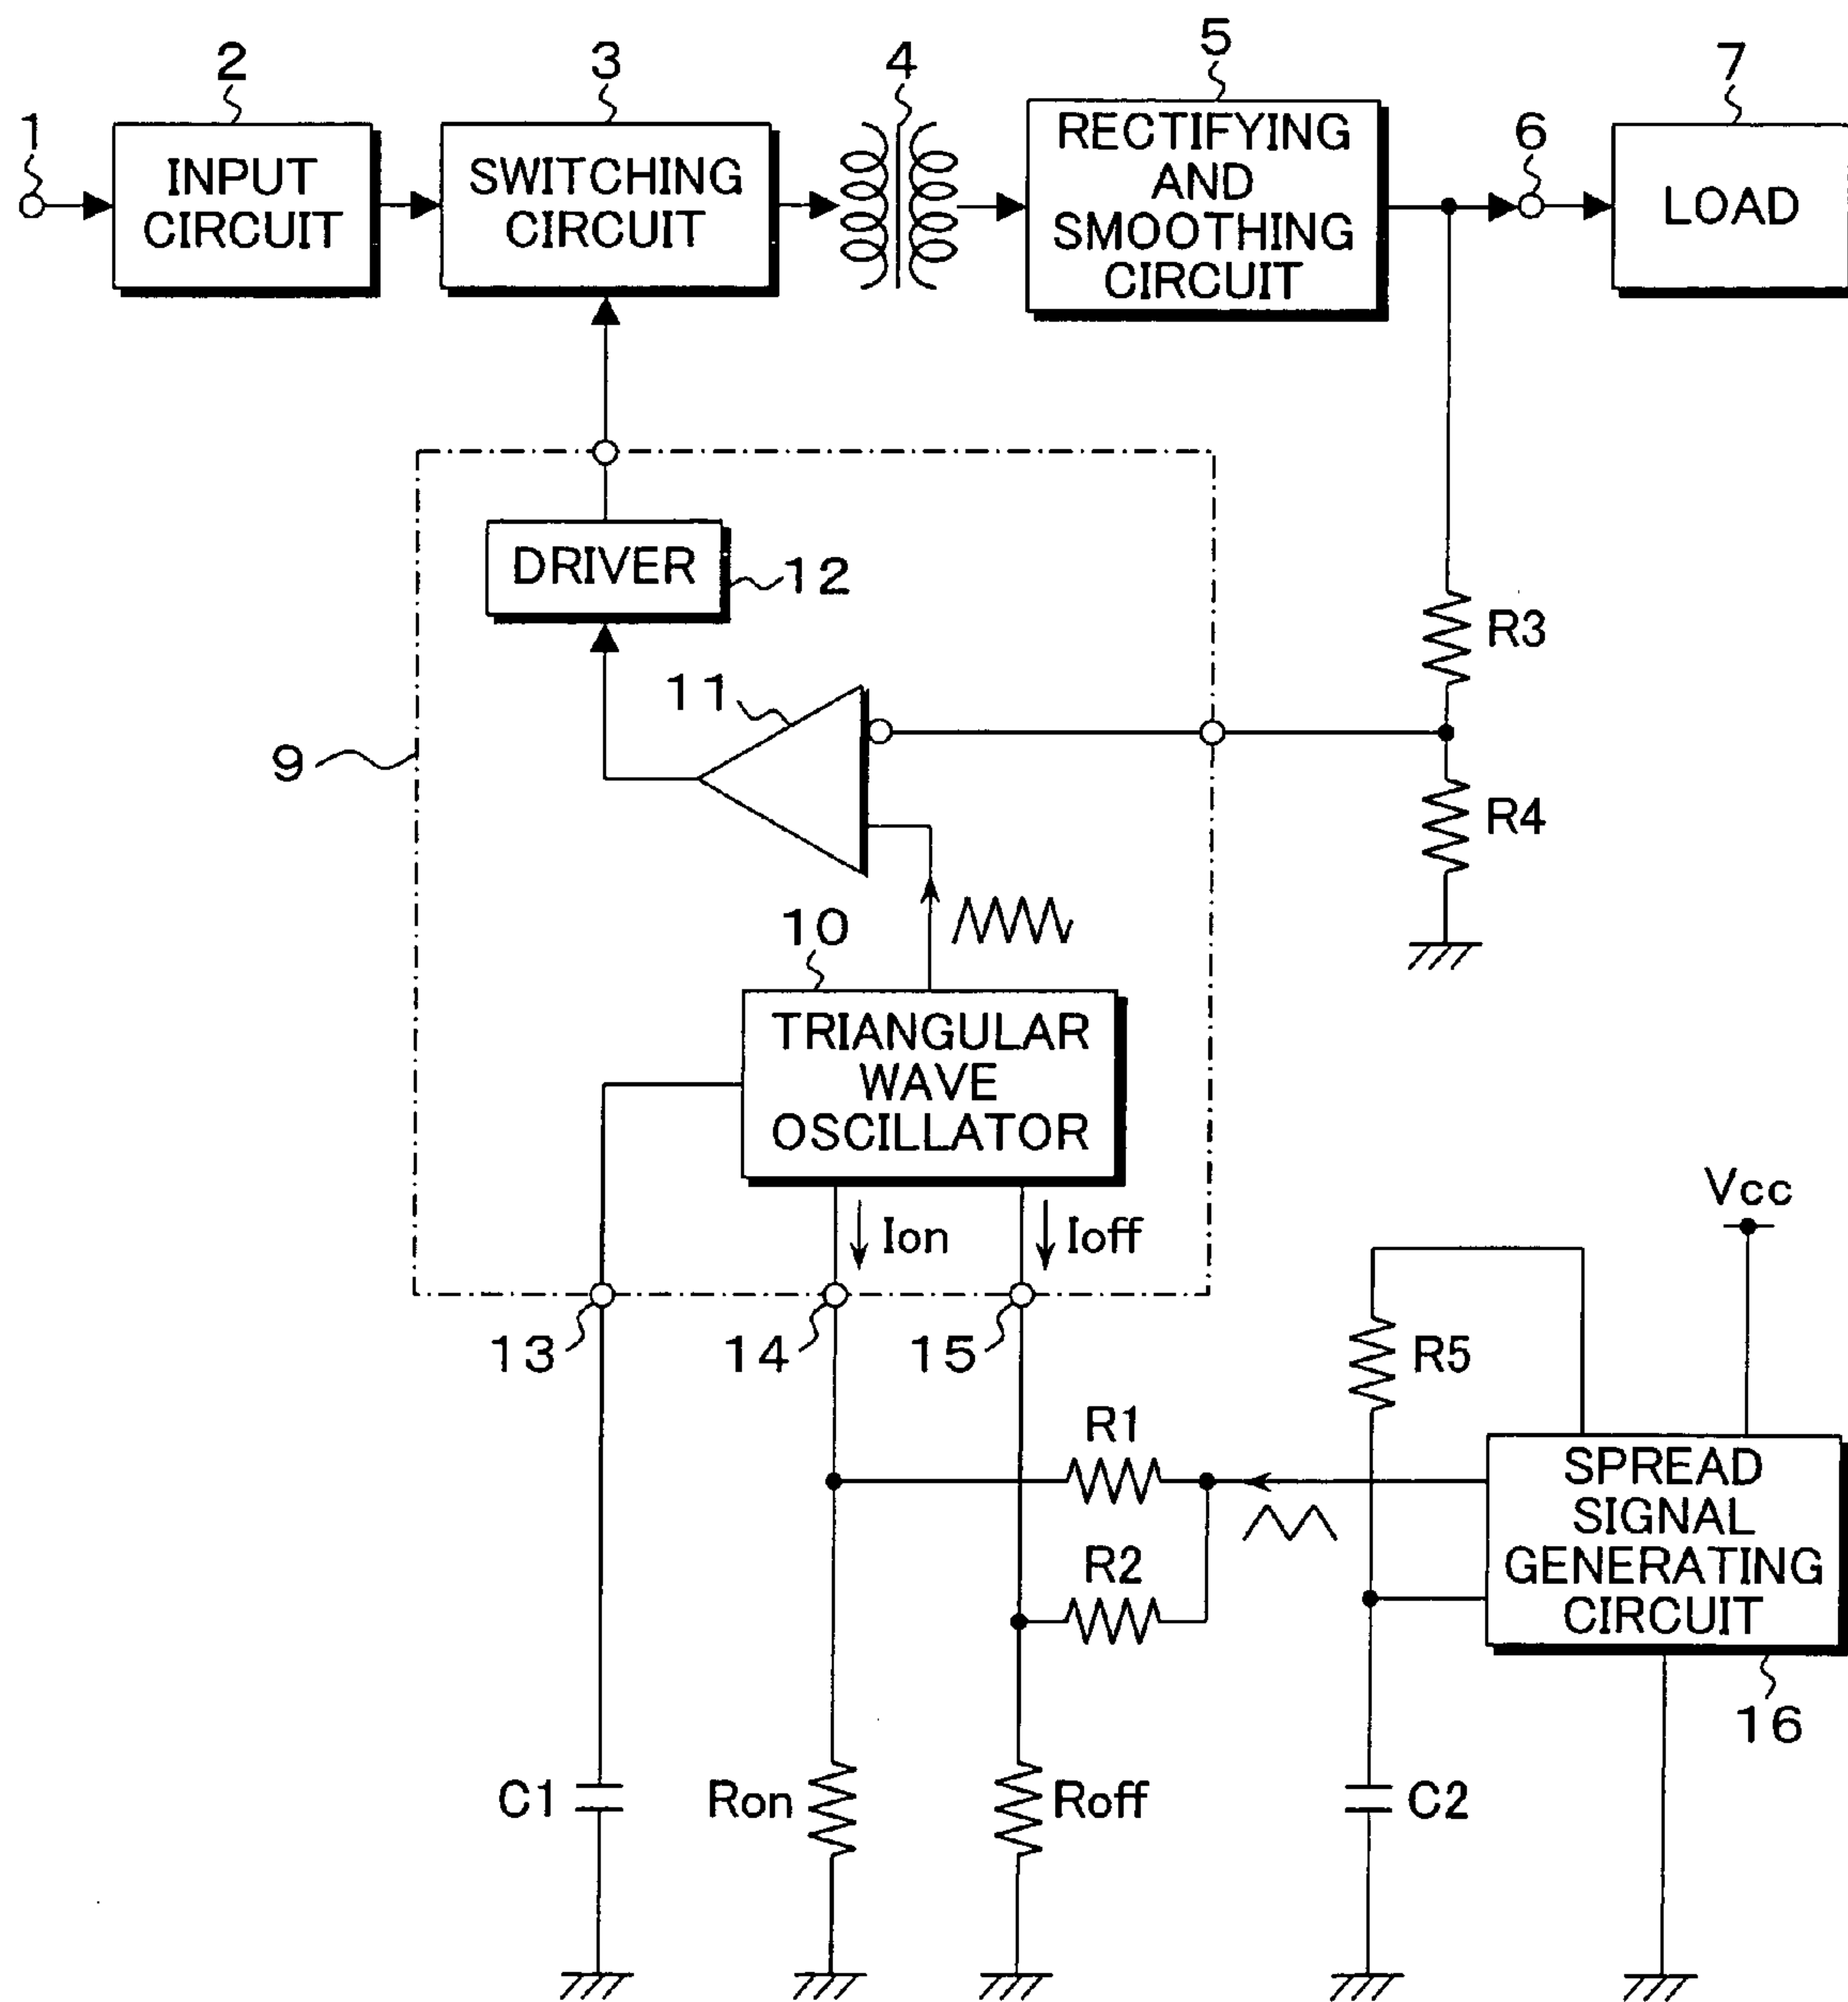 1
2
3
4
5
6
7
INPUT
CIRCUIT
SWITCHING
CIRCUIT
RECTIFYING
AND
SMOOTHING
CIRCUIT
LOAD
DRIVER
12
R3
11
9
R4
10
TRIANGULAR
WAVE
OSCILLATOR
Vcc
Ion
Ioff
13
14
15
R5
R1
SPREAD
SIGNAL
GENERATING
CIRCUIT
R2
16
C1
Ron
Roff
C2